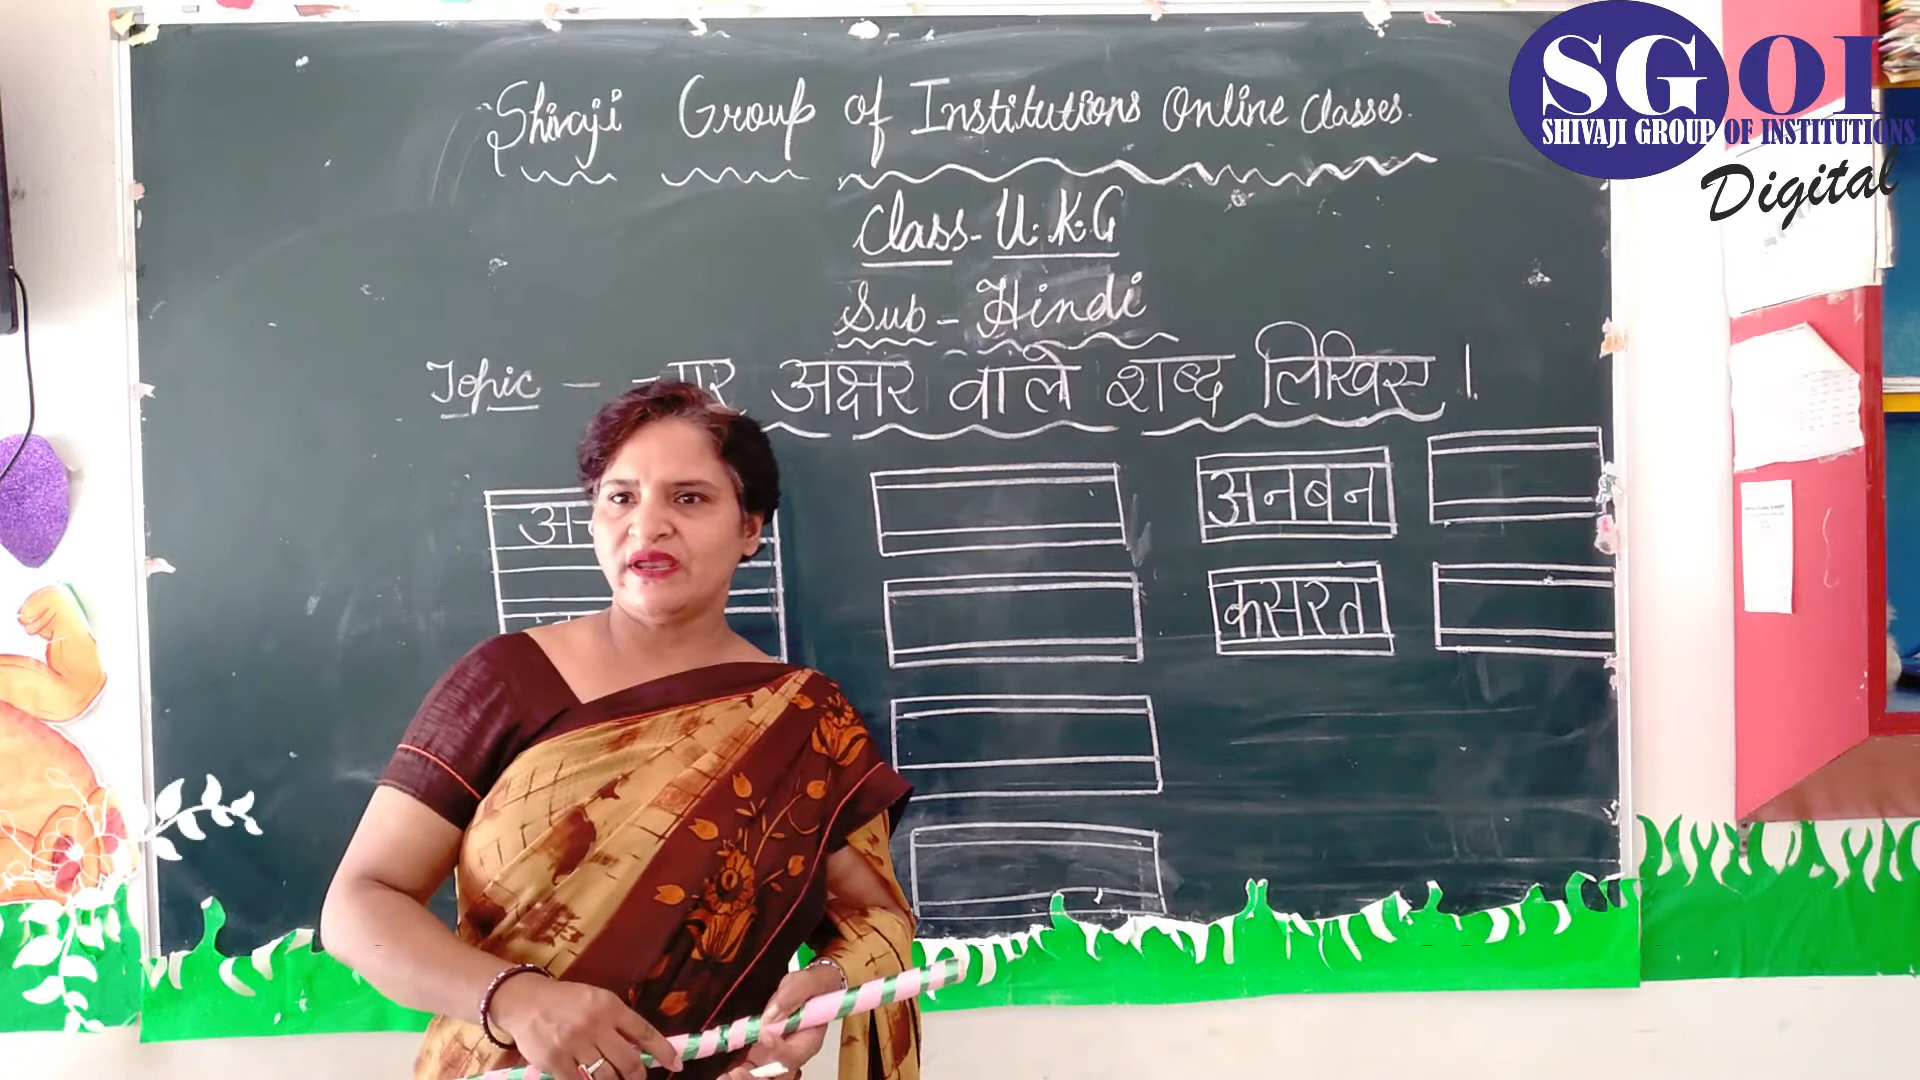 Shivaji Group of Institutions Online Classes.
SGOI
SHIVAJI GROUP OF INSTITUTIONS
Digital
Class - U.K.G
Sub - Hindi
Topic - अक्षर वाले शब्द लिखिए ।
अनबन
कसरत